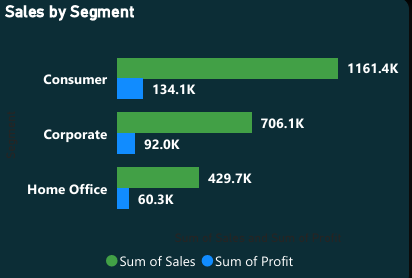 Sales by Segment
Consumer
1161.4K
134.1K
Corporate
706.1K
92.0K
Home Office
429.7K
60.3K
Sum of Sales Sum of Profit